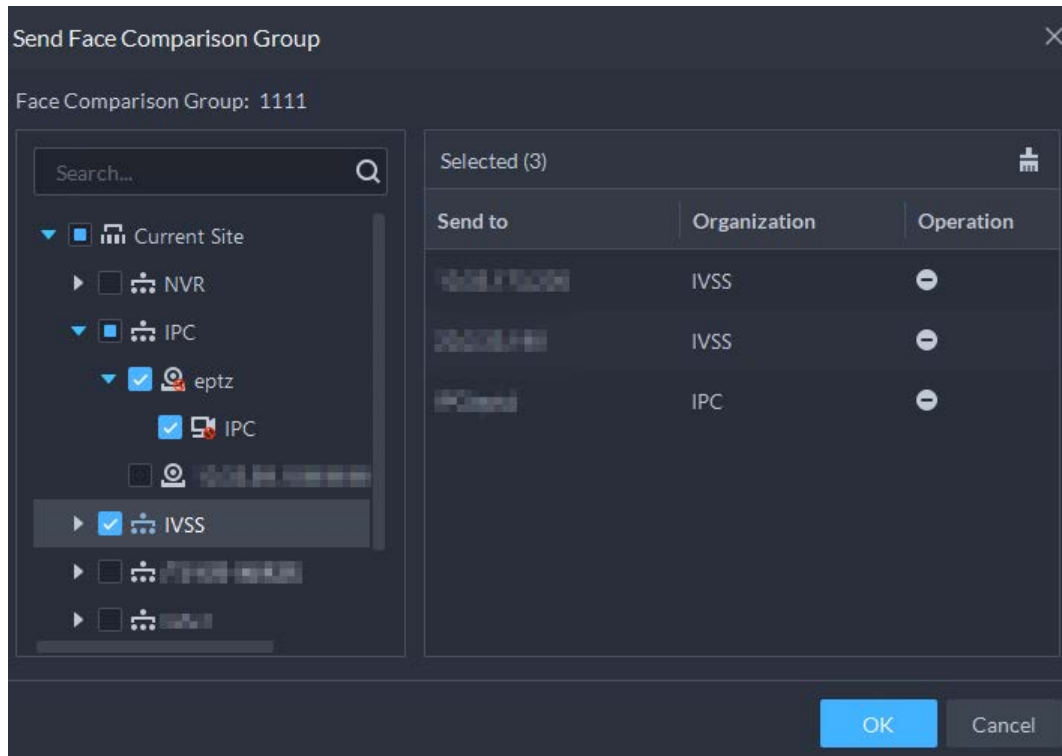 Send Face Comparison Group
Face Comparison Group: 1111
Search...
Current Site
NVR
IPC
eptz
IPC
IVSS
Selected (3)
Send to Organization Operation
IVSS
IVSS
IPC
OK Cancel